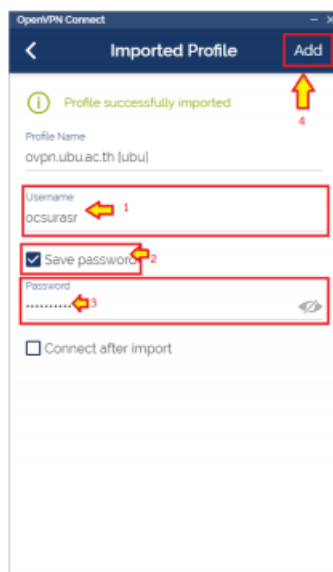 OpenVPN Connect
Imported Profile
Add
4
Profile successfully imported
Profile Name
ovpn.ubu.ac.th [ubu]
Username
ocsurasr
1
Save password
2
Password
3
Connect after import